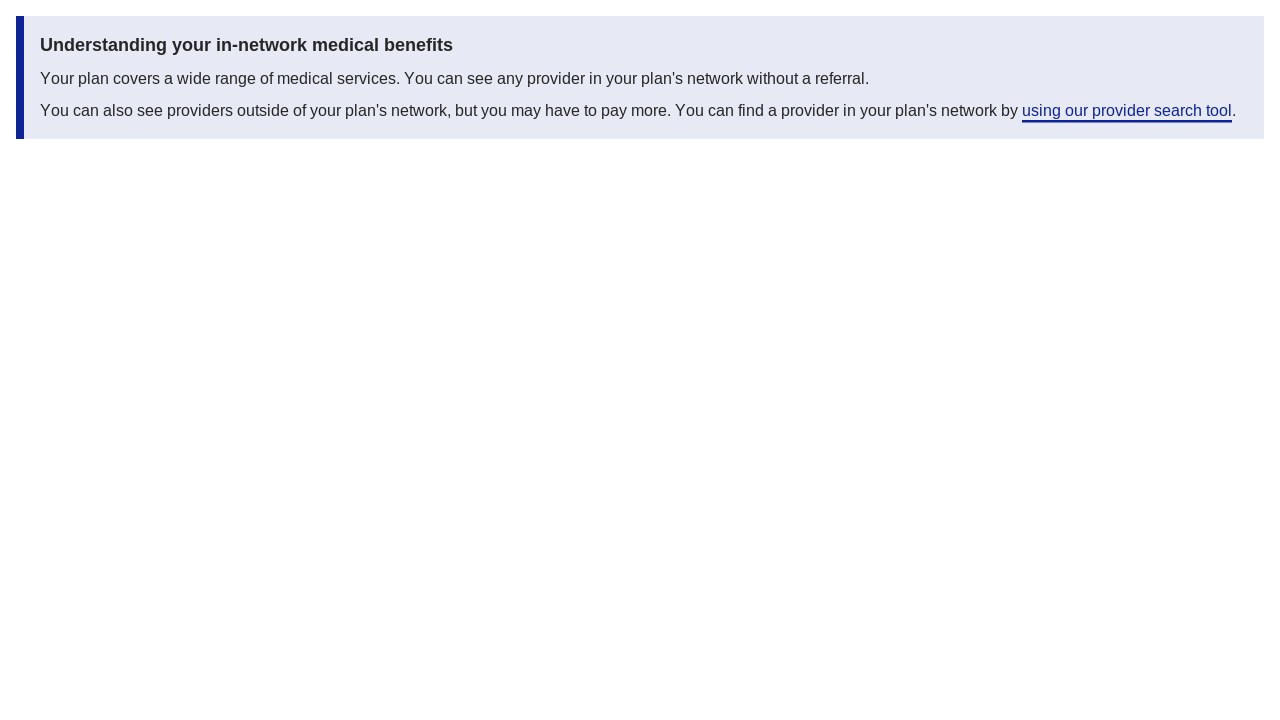 Understanding your in-network medical benefits
Your plan covers a wide range of medical services. You can see any provider in your plan's network without a referral.
You can also see providers outside of your plan's network, but you may have to pay more. You can find a provider in your plan's network by using our provider search tool.